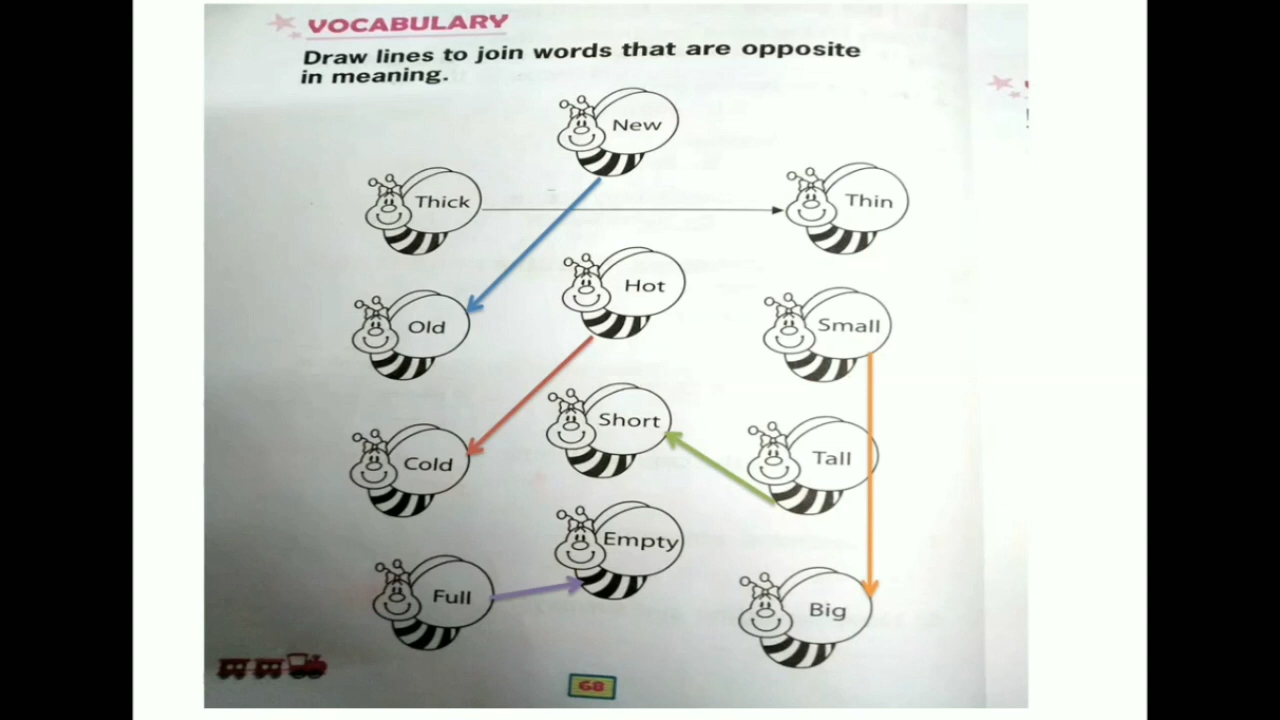 VOCABULARY
Draw lines to join words that are opposite
in meaning.
New
Thick
Thin
Hot
Old
Small
Short
Cold
Tall
Empty
Full
Big
68